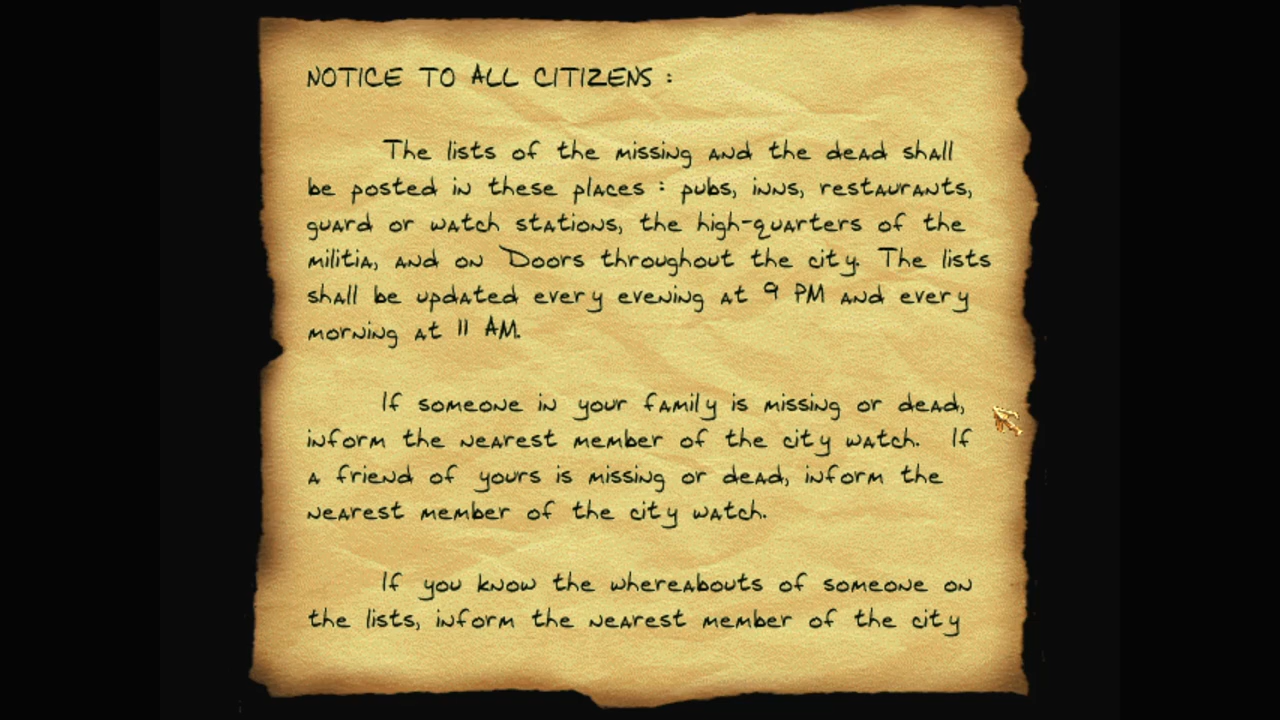 NOTICE TO ALL CITIZENS :
The lists of the missing and the dead shall
be posted in these places : pubs, inns, restaurants,
guard or watch stations, the high-quarters of the
militia, and on Doors throughout the city. The lists
shall be updated every evening at 9 PM and every
morning at 11 AM.
If someone in your family is missing or dead,
inform the nearest member of the city watch. If
a friend of yours is missing or dead, inform the
nearest member of the city watch.
If you know the whereabouts of someone on
the lists, inform the nearest member of the city